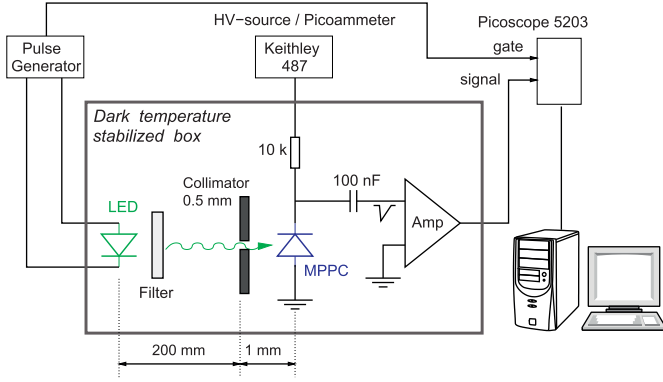 HV−source / Picoammeter
Picoscope 5203
Pulse
Generator
Keithley
487
gate
signal
Dark temperature
stabilized box
10 k
Collimator
0.5 mm
100 nF
LED
Amp
MPPC
Filter
200 mm
1 mm